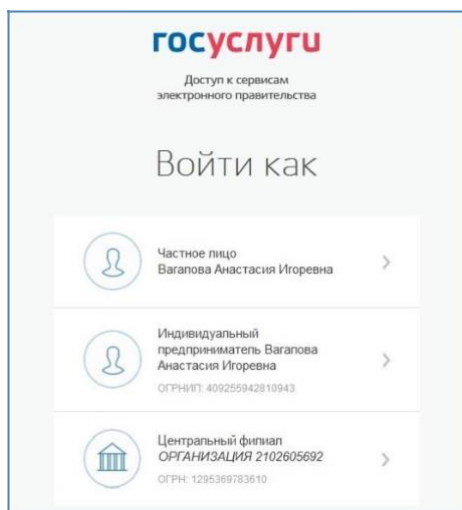 госуслуги
Доступ к сервисам
электронного правительства
Войти как
Частное лицо
Вагапова Анастасия Игоревна
Индивидуальный
предприниматель Вагапова
Анастасия Игоревна
ОГРНИП: 409255942810943
Центральный филиал
ОРГАНИЗАЦИЯ 2102605692
ОГРН: 1295369783610